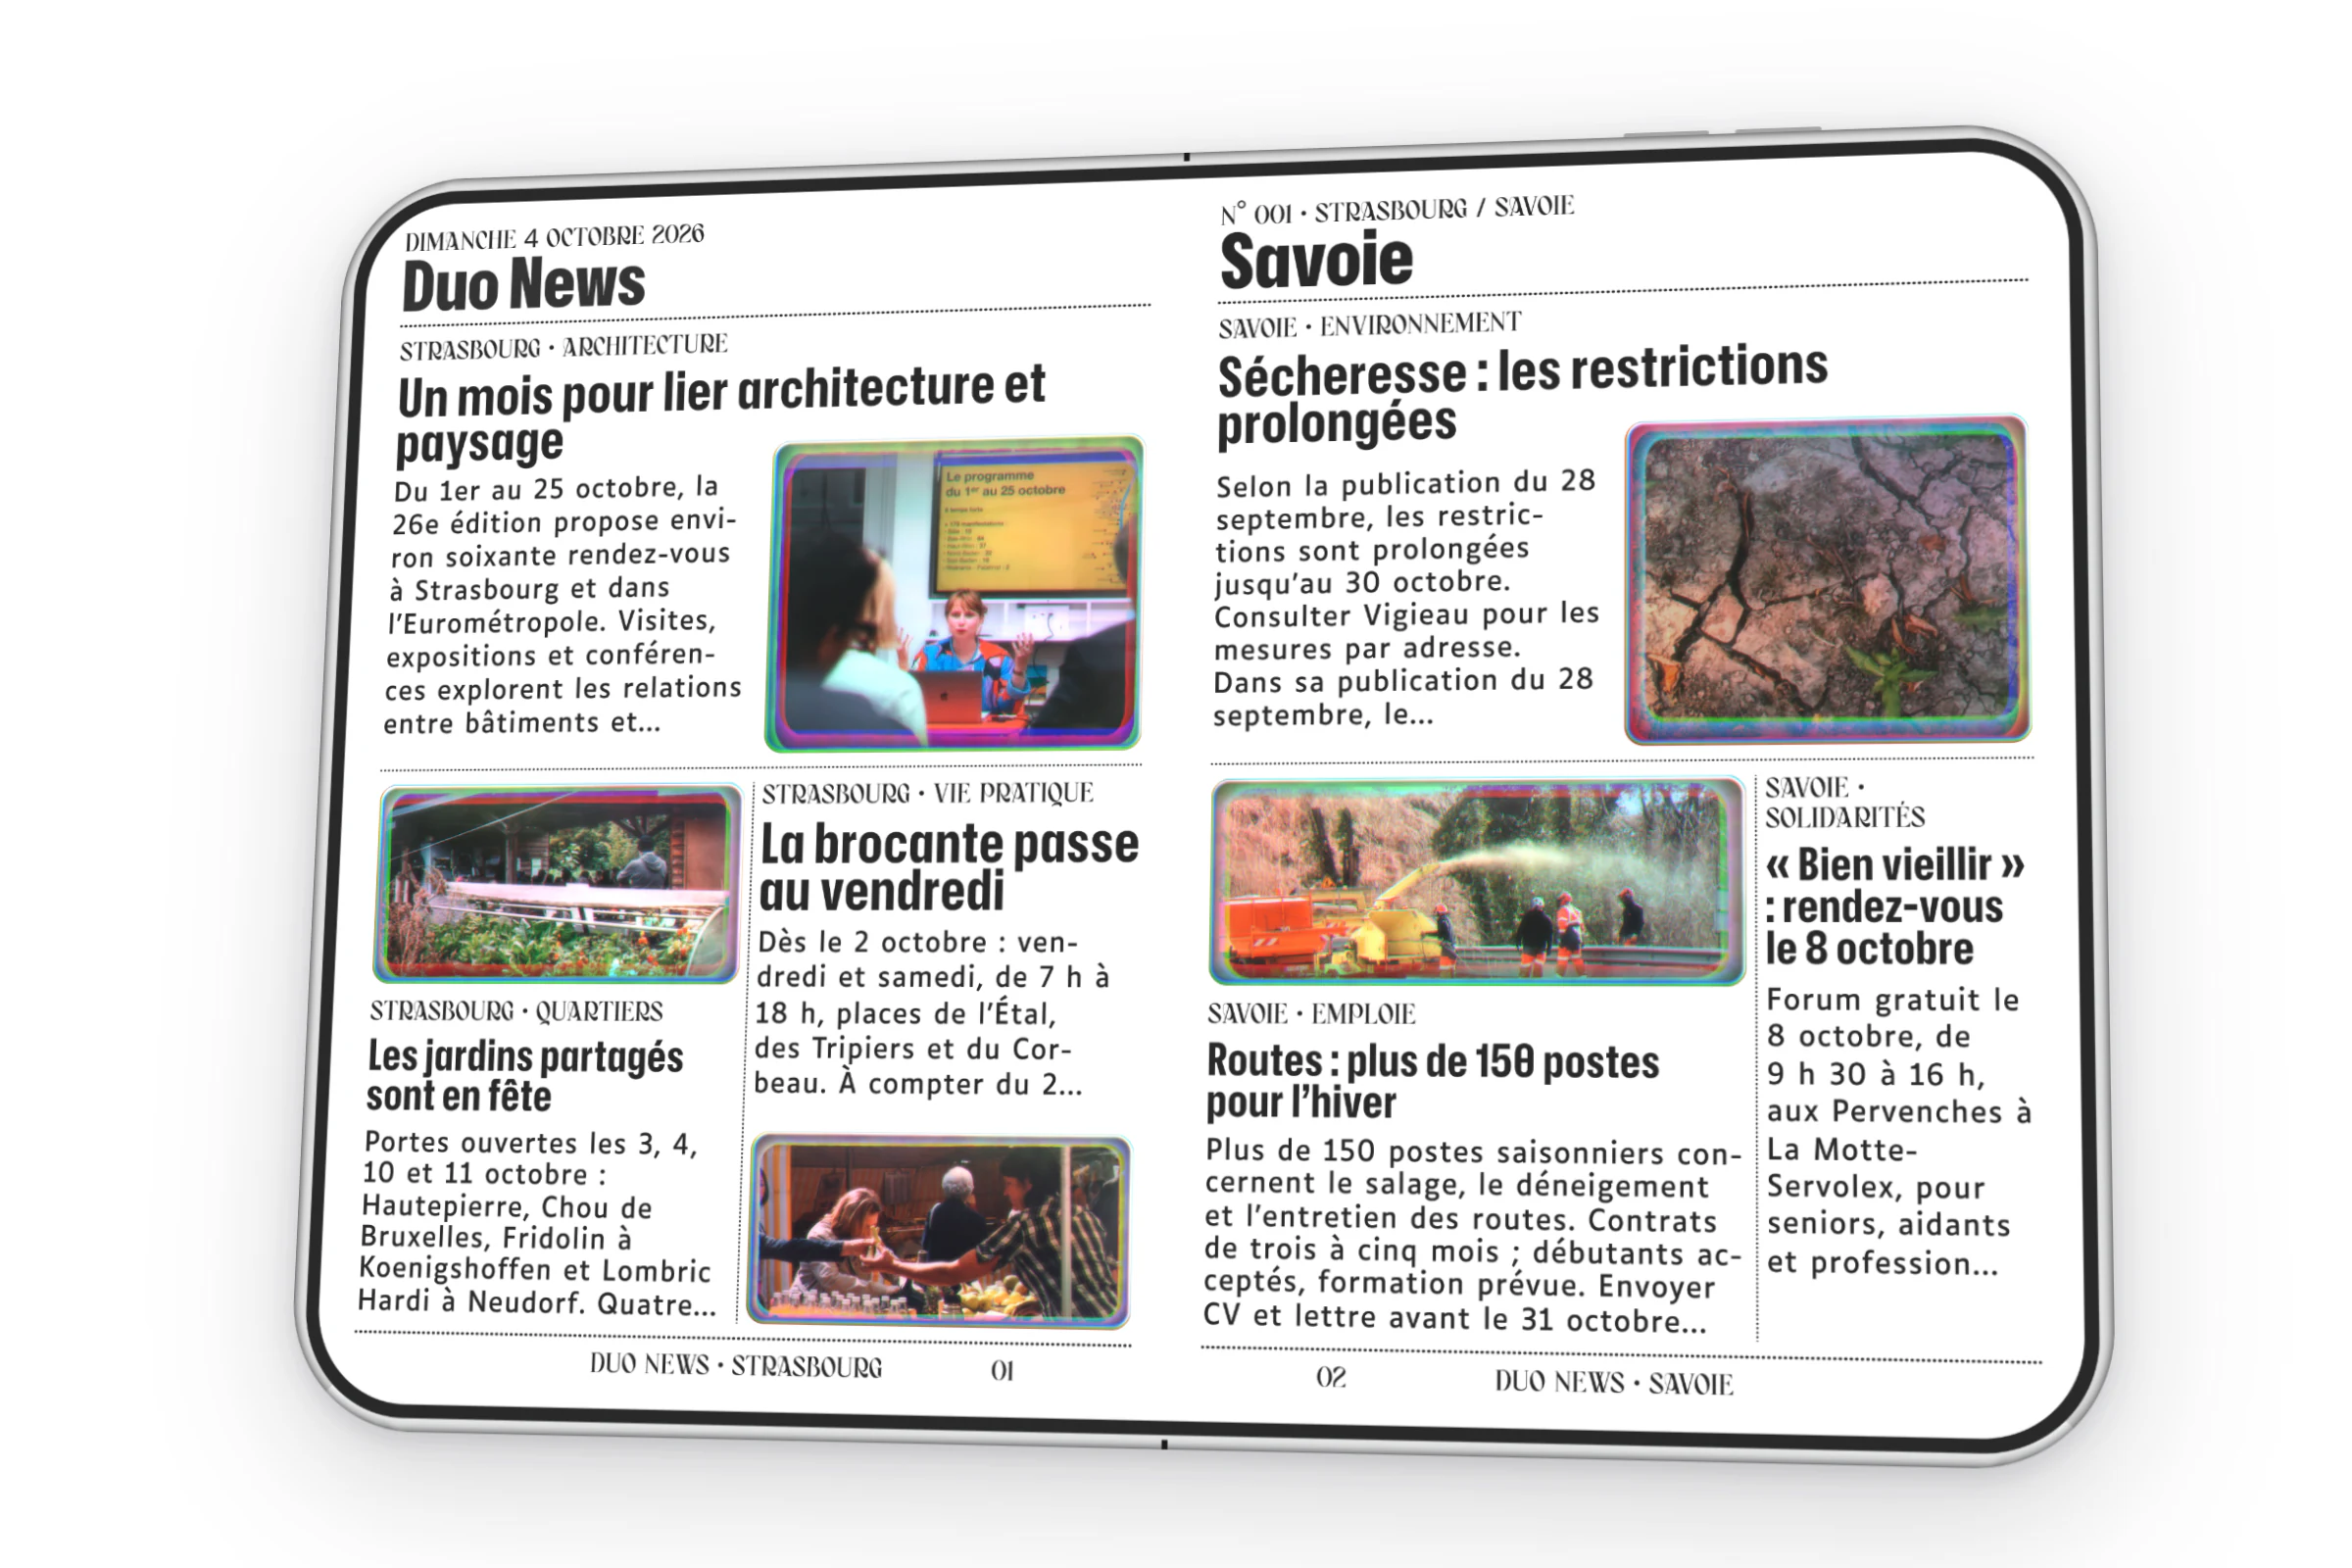 DIMANCHE 4 OCTOBRE 2026
Duo News
STRASBOURG • ARCHITECTURE
Un mois pour lier architecture et
paysage
Du 1er au 25 octobre, la
26e édition propose envi-
ron soixante rendez-vous
à Strasbourg et dans
l'Eurométropole. Visites,
expositions et conféren-
ces explorent les relations
entre bâtiments et...
Le programme
du 1er au 25 octobre
STRASBOURG • QUARTIERS
Les jardins partagés
sont en fête
Portes ouvertes les 3, 4,
10 et 11 octobre :
Hautepierre, Chou de
Bruxelles, Fridolin à
Koenigshoffen et Lombric
Hardi à Neudorf. Quatre...
STRASBOURG • VIE PRATIQUE
La brocante passe
au vendredi
Dès le 2 octobre : ven-
dredi et samedi, de 7 h à
18 h, places de l'Étal,
des Tripiers et du Cor-
beau. À compter du 2...
DUO NEWS • STRASBOURG
01
N° 001 • STRASBOURG / SAVOIE
Savoie
SAVOIE • ENVIRONNEMENT
Sécheresse : les restrictions
prolongées
Selon la publication du 28
septembre, les restric-
tions sont prolongées
jusqu'au 30 octobre.
Consulter Vigieau pour les
mesures par adresse.
Dans sa publication du 28
septembre, le...
SAVOIE • EMPLOIE
Routes : plus de 150 postes
pour l'hiver
Plus de 150 postes saisonniers con-
cernent le salage, le déneigement
et l'entretien des routes. Contrats
de trois à cinq mois ; débutants ac-
ceptés, formation prévue. Envoyer
CV et lettre avant le 31 octobre...
SAVOIE •
SOLIDARITÉS
« Bien vieillir »
: rendez-vous
le 8 octobre
Forum gratuit le
8 octobre, de
9 h 30 à 16 h,
aux Pervenches à
La Motte-
Servolex, pour
seniors, aidants
et profession...
02
DUO NEWS • SAVOIE